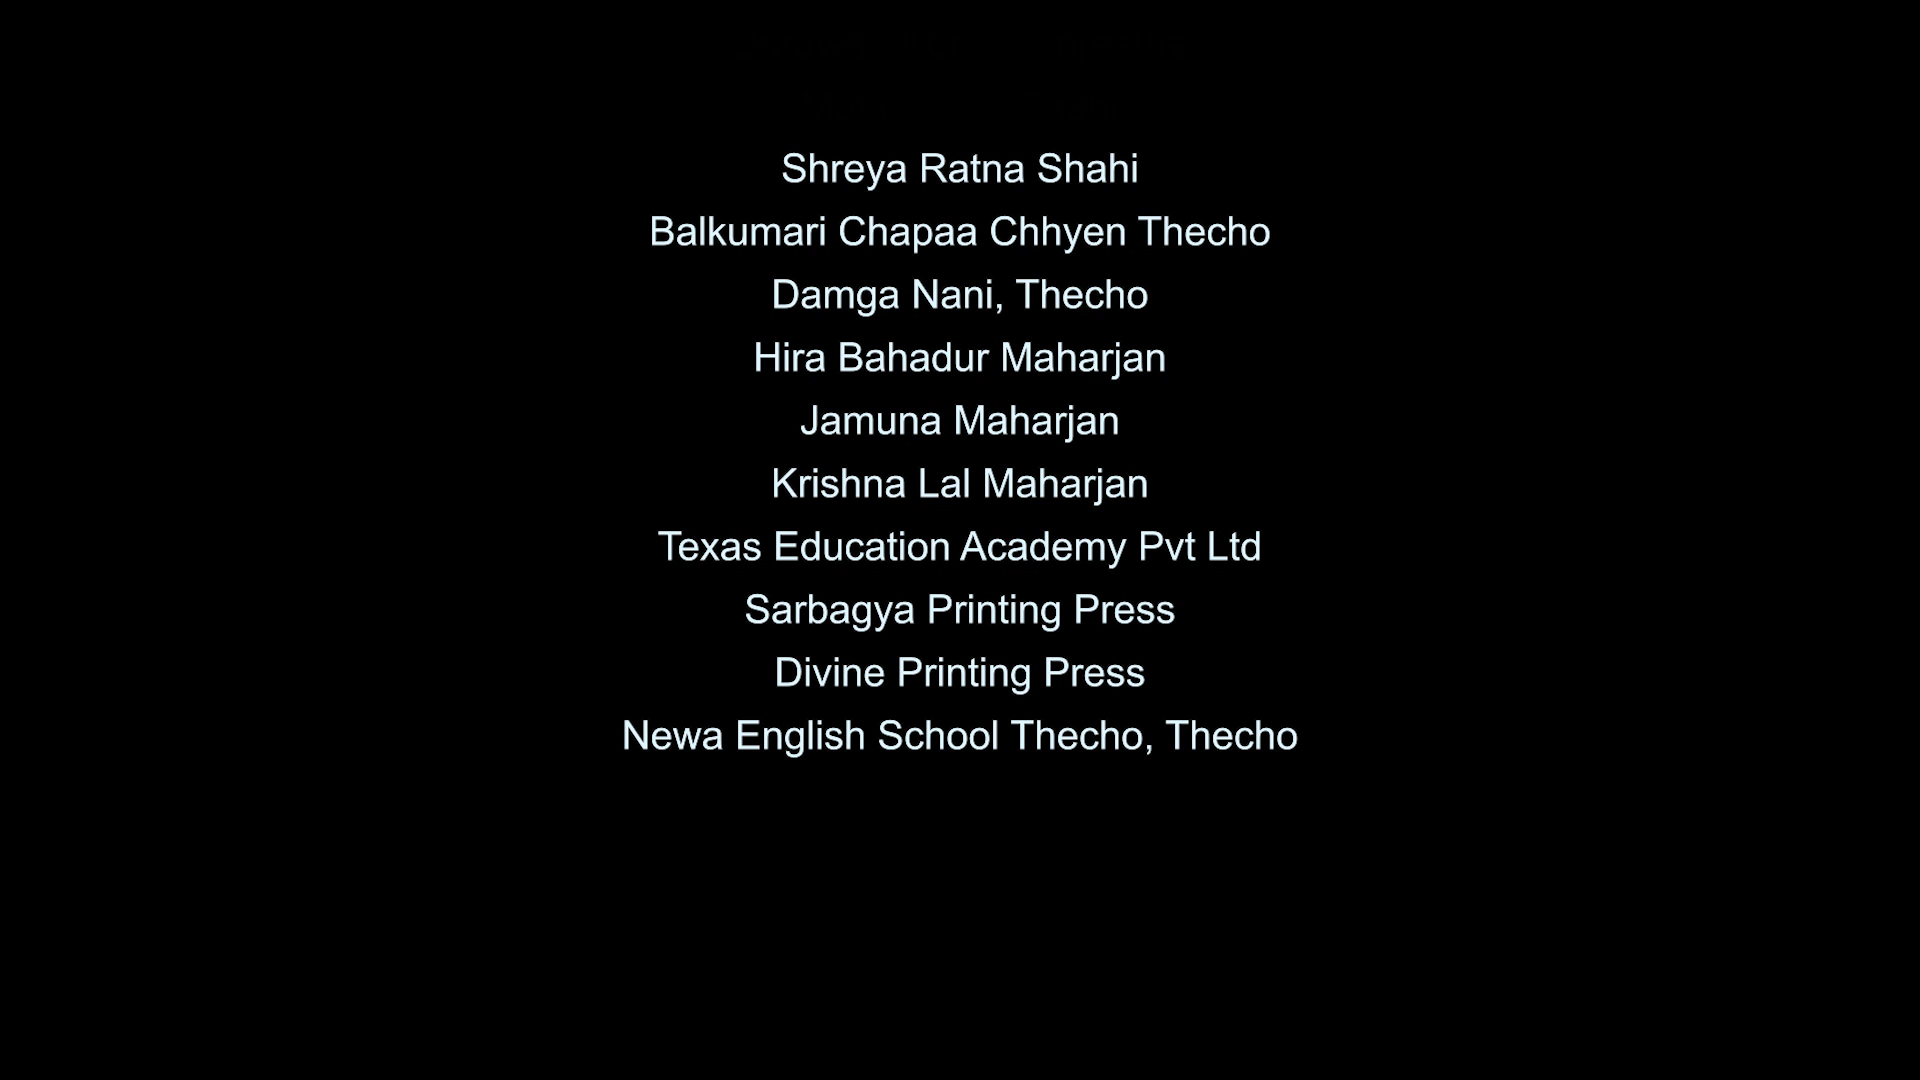 Shreya Ratna Shahi
Balkumari Chapaa Chhyen Thecho
Damga Nani, Thecho
Hira Bahadur Maharjan
Jamuna Maharjan
Krishna Lal Maharjan
Texas Education Academy Pvt Ltd
Sarbagya Printing Press
Divine Printing Press
Newa English School Thecho, Thecho